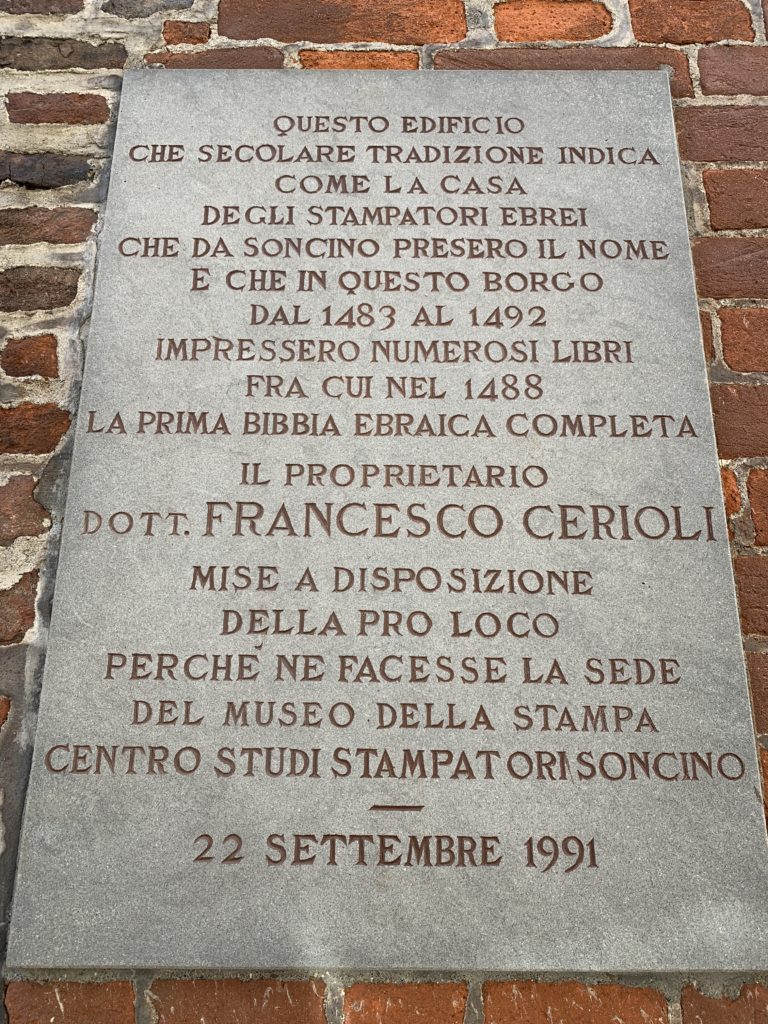 QUESTO EDIFICIO
CHE SECOLARE TRADIZIONE INDICA
COME LA CASA
DEGLI STAMPATORI EBREI
CHE DA SONCINO PRESERO IL NOME
E CHE IN QUESTO BORGO
DAL 1483 AL 1492
IMPRESSERO NUMEROSI LIBRI
FRA CUI NEL 1488
LA PRIMA BIBBIA EBRAICA COMPLETA
IL PROPRIETARIO
DOTT. FRANCESCO CERIOLI
MISE A DISPOSIZIONE
DELLA PRO LOCO
PERCHÉ NE FACESSE LA SEDE
DEL MUSEO DELLA STAMPA
CENTRO STUDI STAMPATORI SONCINO
—
22 SETTEMBRE 1991